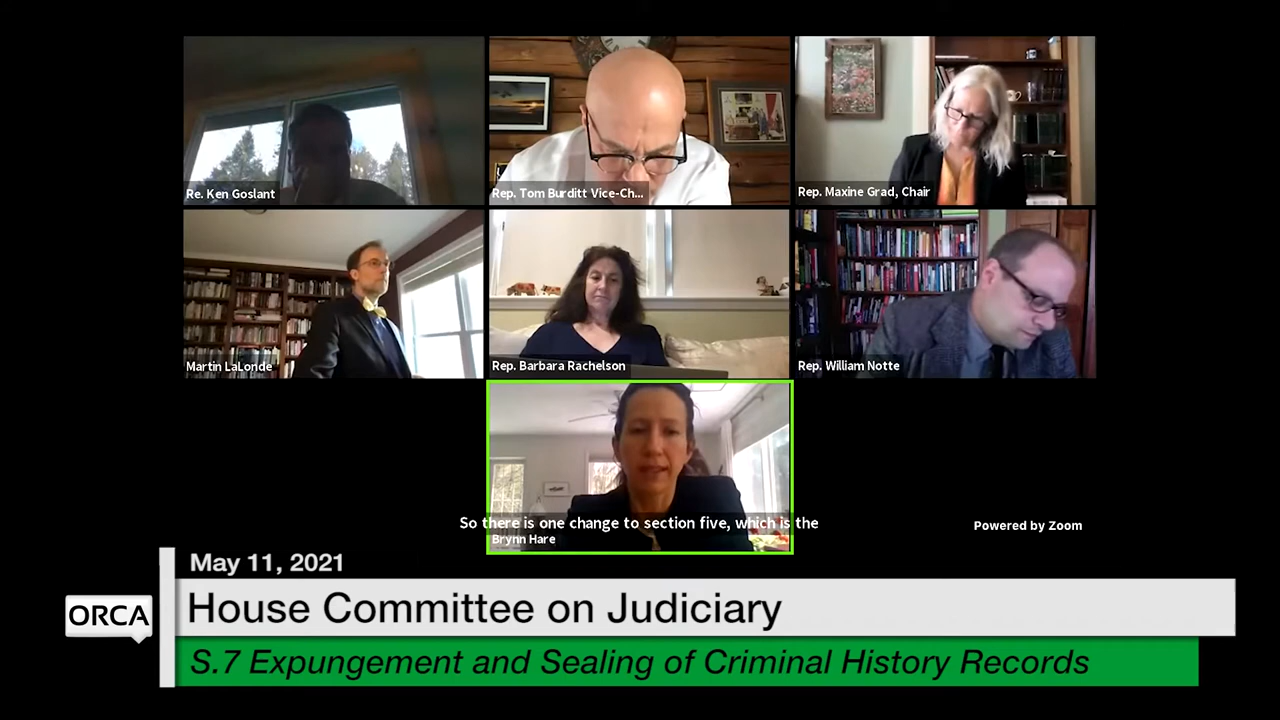 Re. Ken Goslant
Rep. Tom Burditt Vice-Ch...
Rep. Maxine Grad, Chair
Martin LaLonde
Rep. Barbara Rachelson
Rep. William Notte
So there is one change to section five, which is the
Brynn Hare
Powered by Zoom
May 11, 2021
ORCA
House Committee on Judiciary
S.7 Expungement and Sealing of Criminal History Records